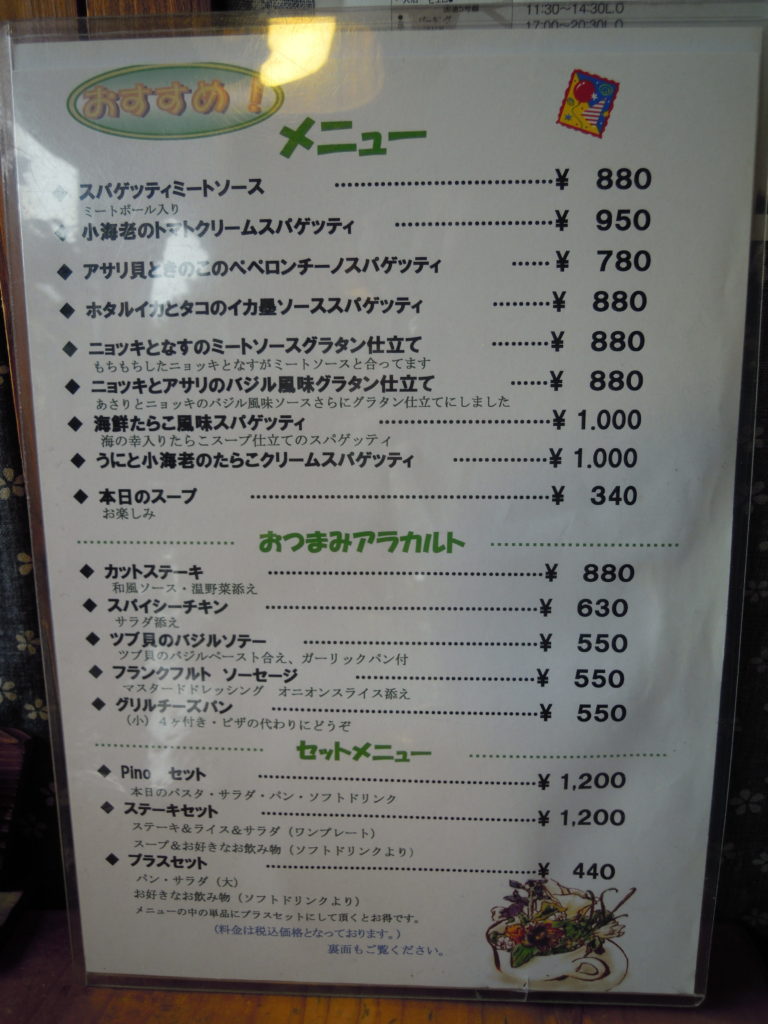 11:30～14:30L.O
17:00～20:30L.O
おすすめ！
メニュー
◆ スパゲッティミートソース ……¥ 880
ミートボール入り
◆ 小海老のトマトクリームスパゲッティ ……¥ 950
◆ アサリ貝ときのこのペペロンチーノスパゲッティ ……¥ 780
◆ ホタルイカとタコのイカ墨ソーススパゲッティ ……¥ 880
◆ ニョッキとなすのミートソースグラタン仕立て ……¥ 880
もちもちしたニョッキとなすがミートソースと合ってます
◆ ニョッキとアサリのバジル風味グラタン仕立て ……¥ 880
あさりとニョッキのバジル風味ソースさらにグラタン仕立てにしました
◆ 海鮮たらこ風味スパゲッティ ……¥ 1.000
海の幸入りたらこスープ仕立てのスパゲッティ
◆ うにと小海老のたらこクリームスパゲッティ ……¥ 1.000
◆ 本日のスープ ……¥ 340
お楽しみ
おつまみアラカルト
◆ カットステーキ ……¥ 880
和風ソース・温野菜添え
◆ スパイシーチキン ……¥ 630
サラダ添え
◆ ツブ貝のバジルソテー ……¥ 550
ツブ貝のバジルペースト合え、ガーリックパン付
◆ フランクフルト ソーセージ ……¥ 550
マスタードドレッシング オニオンスライス添え
◆ グリルチーズパン ……¥ 550
（小）４ヶ付き・ピザの代わりにどうぞ
セットメニュー
◆ Pino セット ……¥ 1,200
本日のパスタ・サラダ・パン・ソフトドリンク
◆ ステーキセット ……¥ 1,200
ステーキ＆ライス＆サラダ（ワンプレート）
スープ＆お好きなお飲み物（ソフトドリンクより）
◆ プラスセット ……¥ 440
パン・サラダ（大）
お好きなお飲み物（ソフトドリンクより）
メニューの中の単品にプラスセットにして頂くとお得です。
（料金は税込価格となっております。）
裏面もご覧ください。